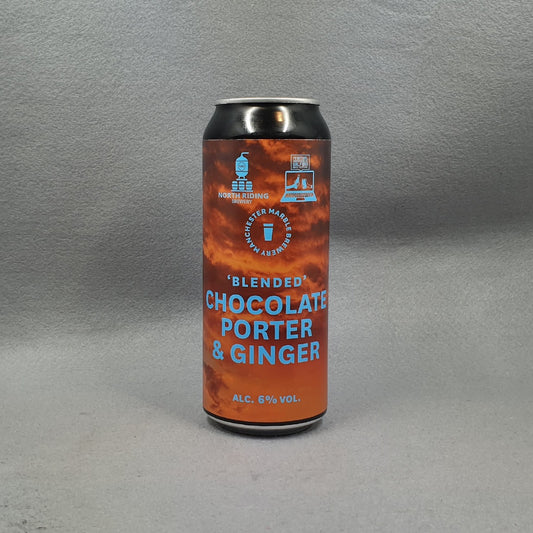 NORTH RIDING
BREWERY
MANCHESTER MARBLE BREWERY
‘BLENDED’
CHOCOLATE
PORTER
& GINGER
ALC. 6% VOL.